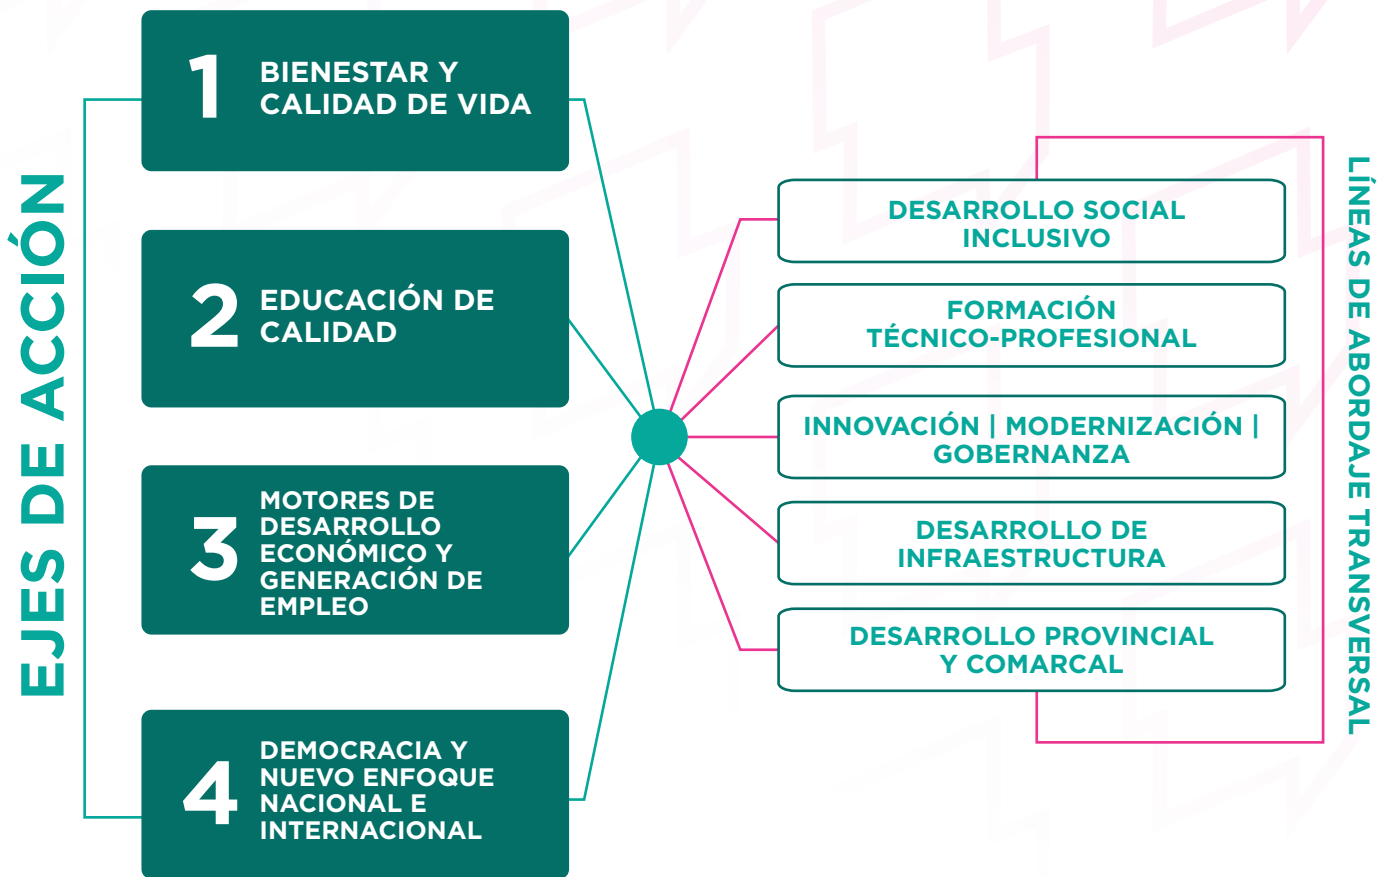 EJES DE ACCIÓN
1
BIENESTAR Y
CALIDAD DE VIDA
2
EDUCACIÓN DE
CALIDAD
3
MOTORES DE
DESARROLLO
ECONÓMICO Y
GENERACIÓN DE
EMPLEO
4
DEMOCRACIA Y
NUEVO ENFOQUE
NACIONAL E
INTERNACIONAL
DESARROLLO SOCIAL
INCLUSIVO
FORMACIÓN
TÉCNICO-PROFESIONAL
INNOVACIÓN | MODERNIZACIÓN |
GOBERNANZA
DESARROLLO DE
INFRAESTRUCTURA
DESARROLLO PROVINCIAL
Y COMARCAL
LÍNEAS DE ABORDAJE TRANSVERSAL